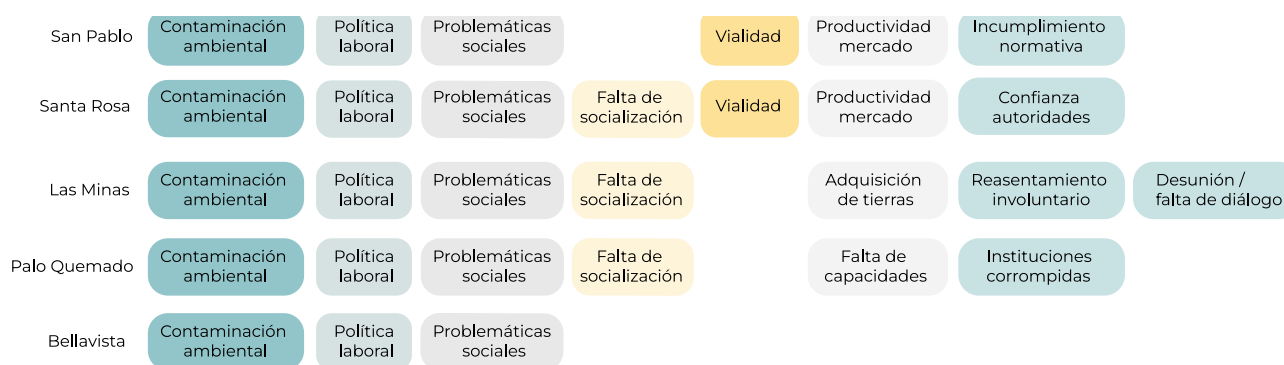 San Pablo
Contaminación
ambiental
Política
laboral
Problemáticas
sociales
Vialidad
Productividad
mercado
Incumplimiento
normativa
Santa Rosa
Contaminación
ambiental
Política
laboral
Problemáticas
sociales
Falta de
socialización
Vialidad
Productividad
mercado
Confianza
autoridades
Las Minas
Contaminación
ambiental
Política
laboral
Problemáticas
sociales
Falta de
socialización
Adquisición
de tierras
Reasentamiento
involuntario
Desunión /
falta de diálogo
Palo Quemado
Contaminación
ambiental
Política
laboral
Problemáticas
sociales
Falta de
socialización
Falta de
capacidades
Instituciones
corrompidas
Bellavista
Contaminación
ambiental
Política
laboral
Problemáticas
sociales